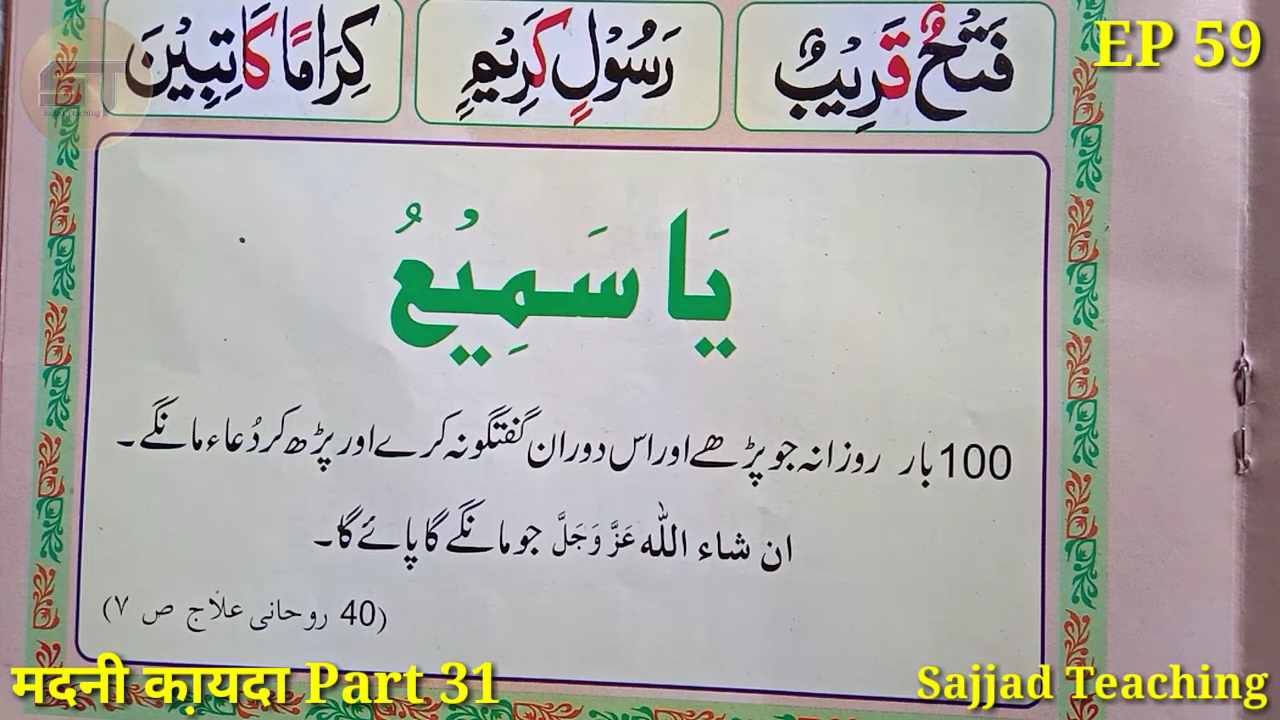 EP 59
فَتْحٌ قَرِيْبٌ
رَسُوْلٍ كَرِيْمٍ
كِرَامًا كَاتِبِيْنَ
يَا سَمِيْعُ
100 بار روزانہ جو پڑھے اور اس دوران گفتگو نہ کرے اور پڑھ کر دُعاء مانگے۔
ان شاء اللّٰه عَزَّ وَجَلَّ جو مانگے گا پائے گا۔
(40 روحانی علاج ص ۷)
मदनी क़ायदा Part 31
Sajjad Teaching